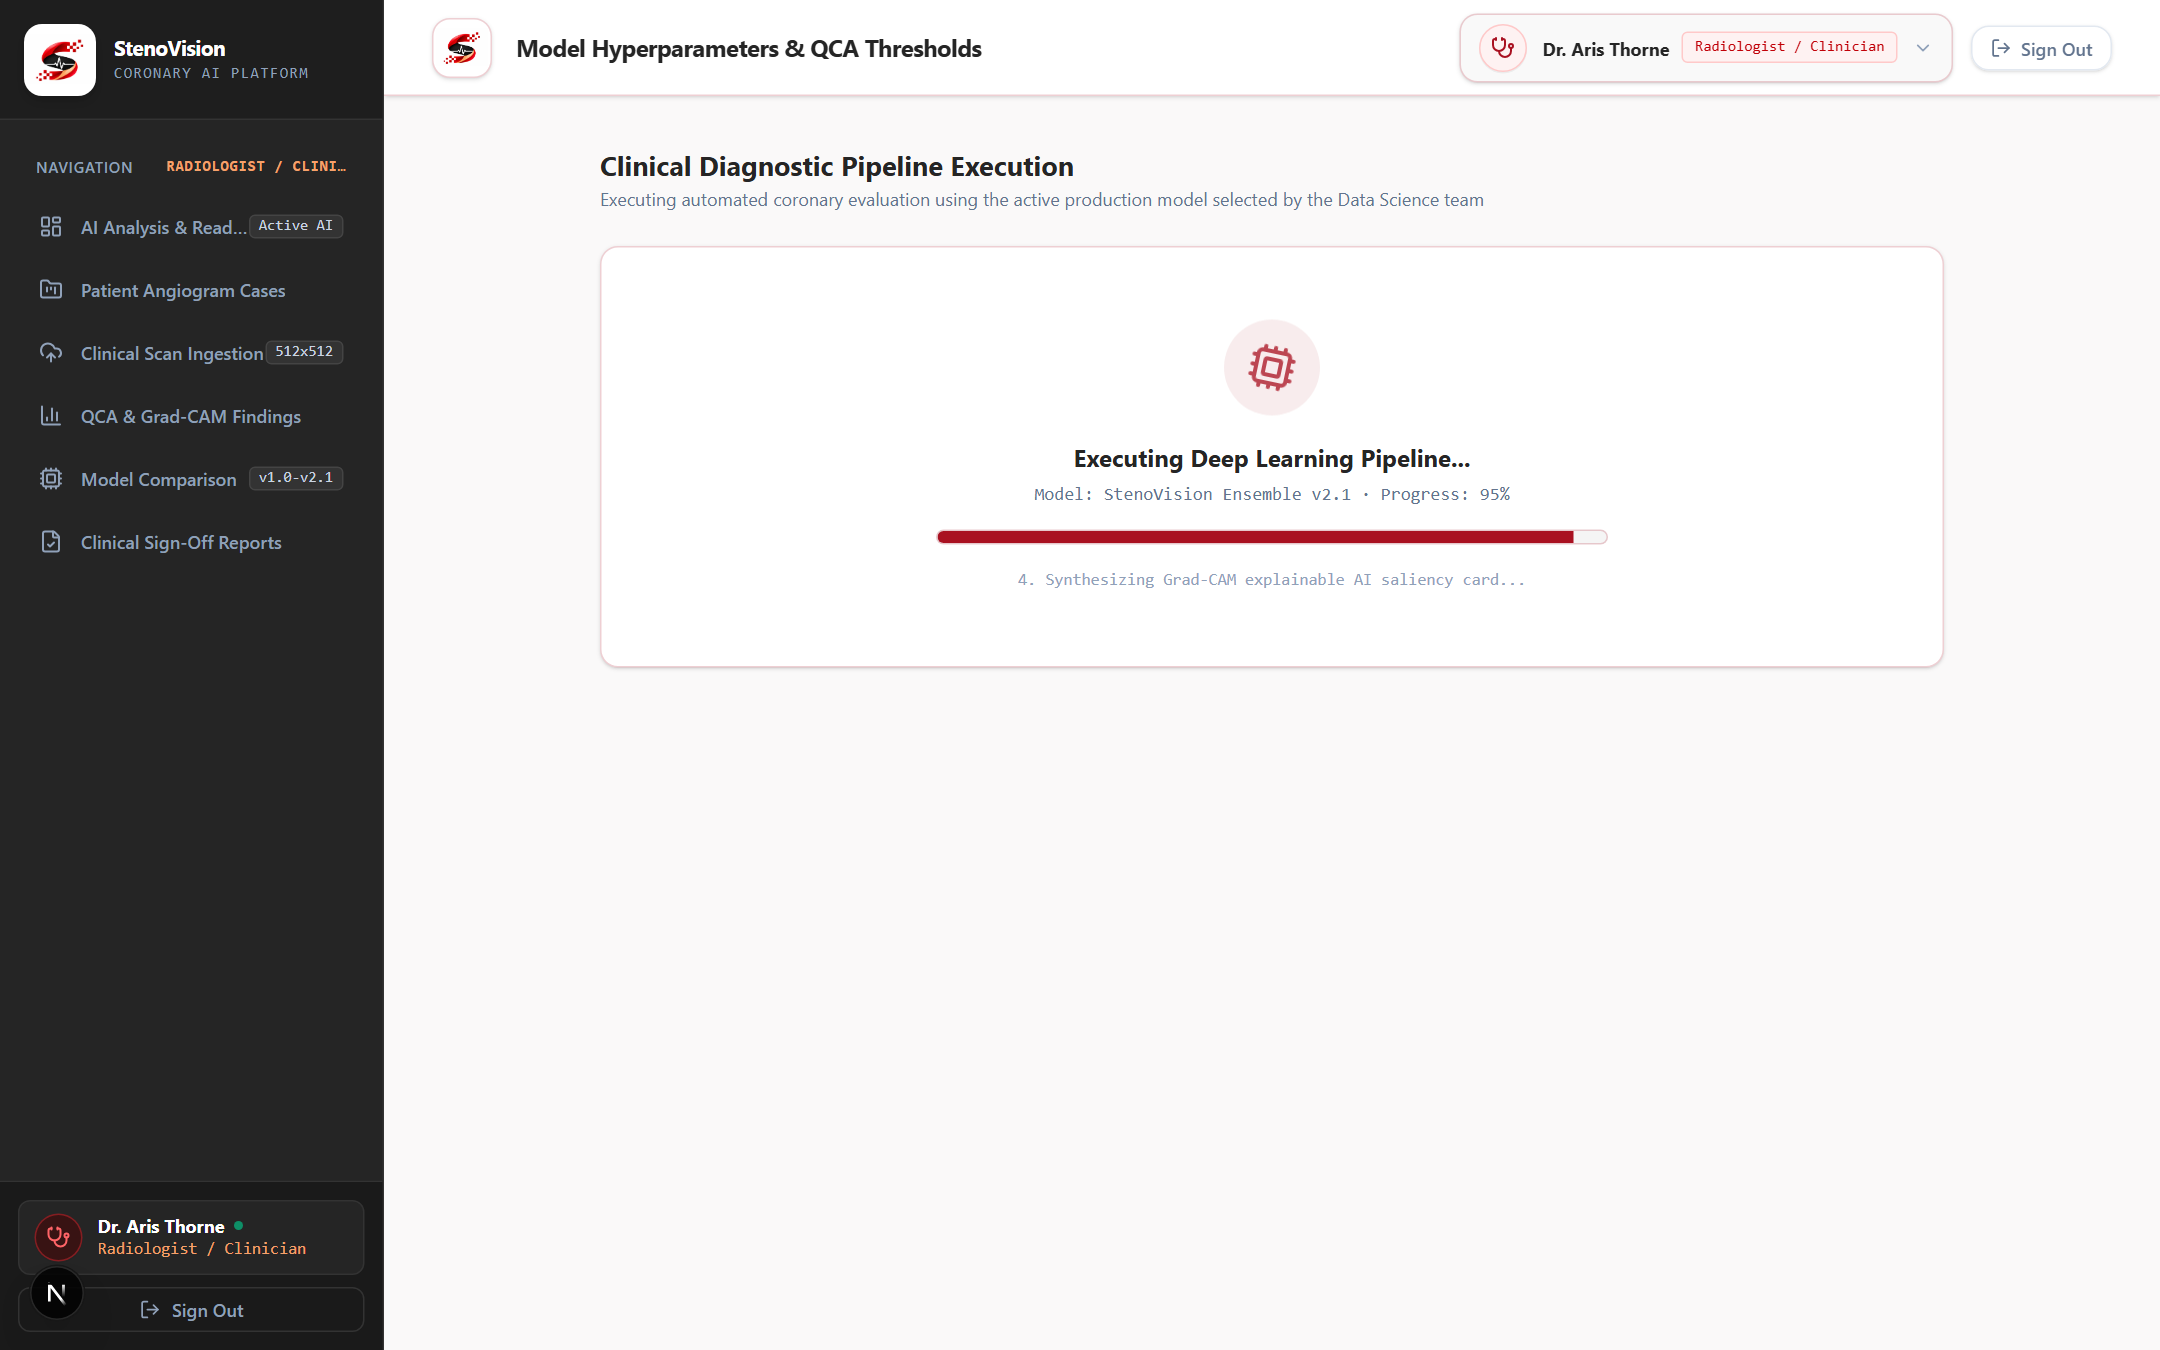 StenoVision
CORONARY AI PLATFORM
NAVIGATION
RADIOLOGIST / CLINI…
AI Analysis & Read...
Active AI
Patient Angiogram Cases
Clinical Scan Ingestion
512x512
QCA & Grad-CAM Findings
Model Comparison
v1.0-v2.1
Clinical Sign-Off Reports
Dr. Aris Thorne
Radiologist / Clinician
N
Sign Out
Model Hyperparameters & QCA Thresholds
Dr. Aris Thorne
Radiologist / Clinician
Sign Out
Clinical Diagnostic Pipeline Execution
Executing automated coronary evaluation using the active production model selected by the Data Science team
Executing Deep Learning Pipeline...
Model: StenoVision Ensemble v2.1 · Progress: 95%
4. Synthesizing Grad-CAM explainable AI saliency card...